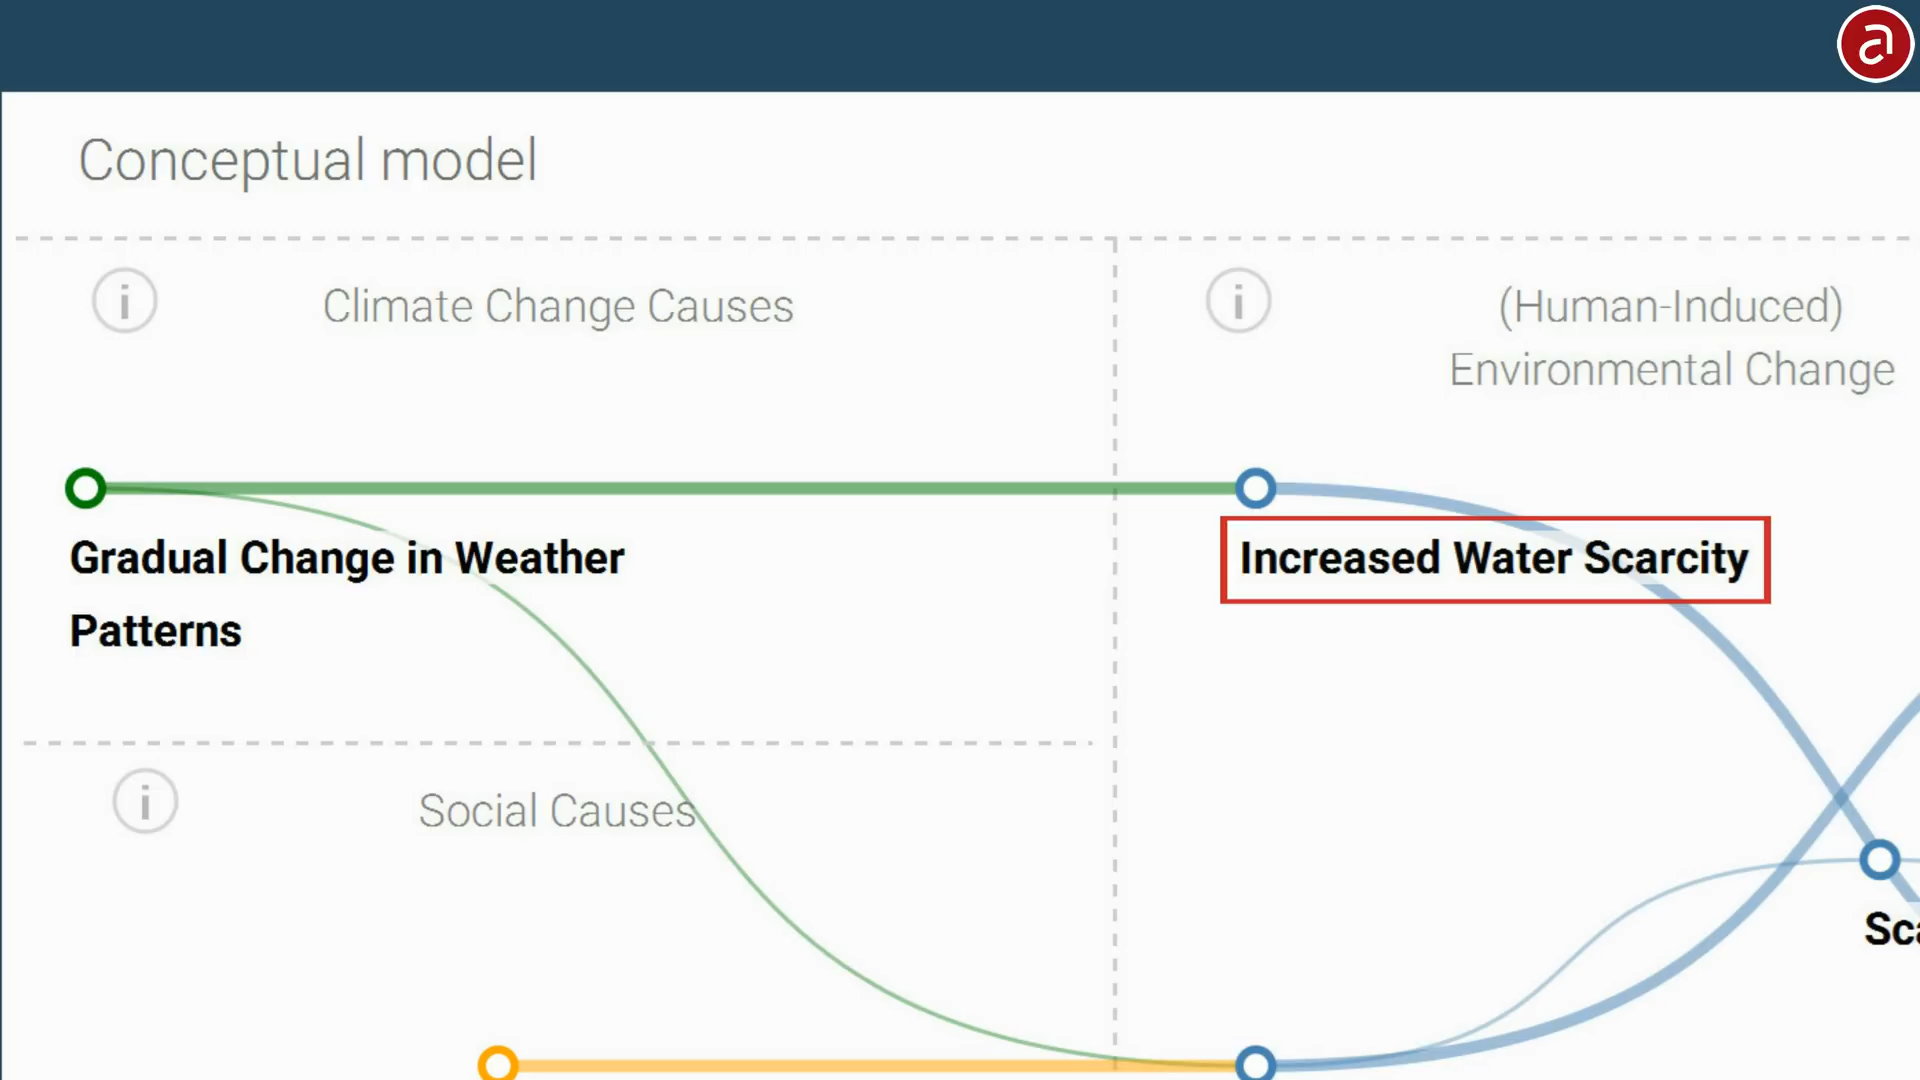 Conceptual model
Climate Change Causes
(Human-Induced)
Environmental Change
Gradual Change in Weather
Patterns
Increased Water Scarcity
Social Causes